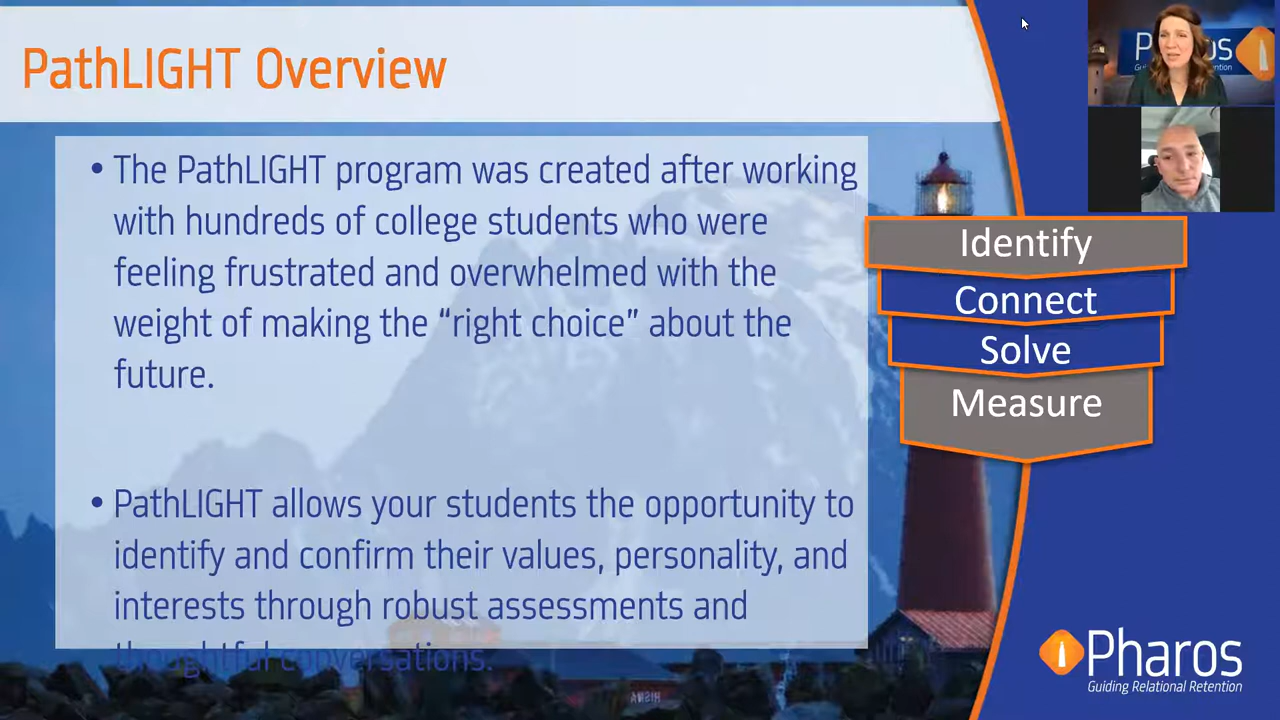 PathLIGHT Overview
• The PathLIGHT program was created after working
with hundreds of college students who were
feeling frustrated and overwhelmed with the
weight of making the “right choice” about the
future.
• PathLIGHT allows your students the opportunity to
identify and confirm their values, personality, and
interests through robust assessments and
thoughtful conversations.
Identify
Connect
Solve
Measure
Pharos
Guiding Relational Retention